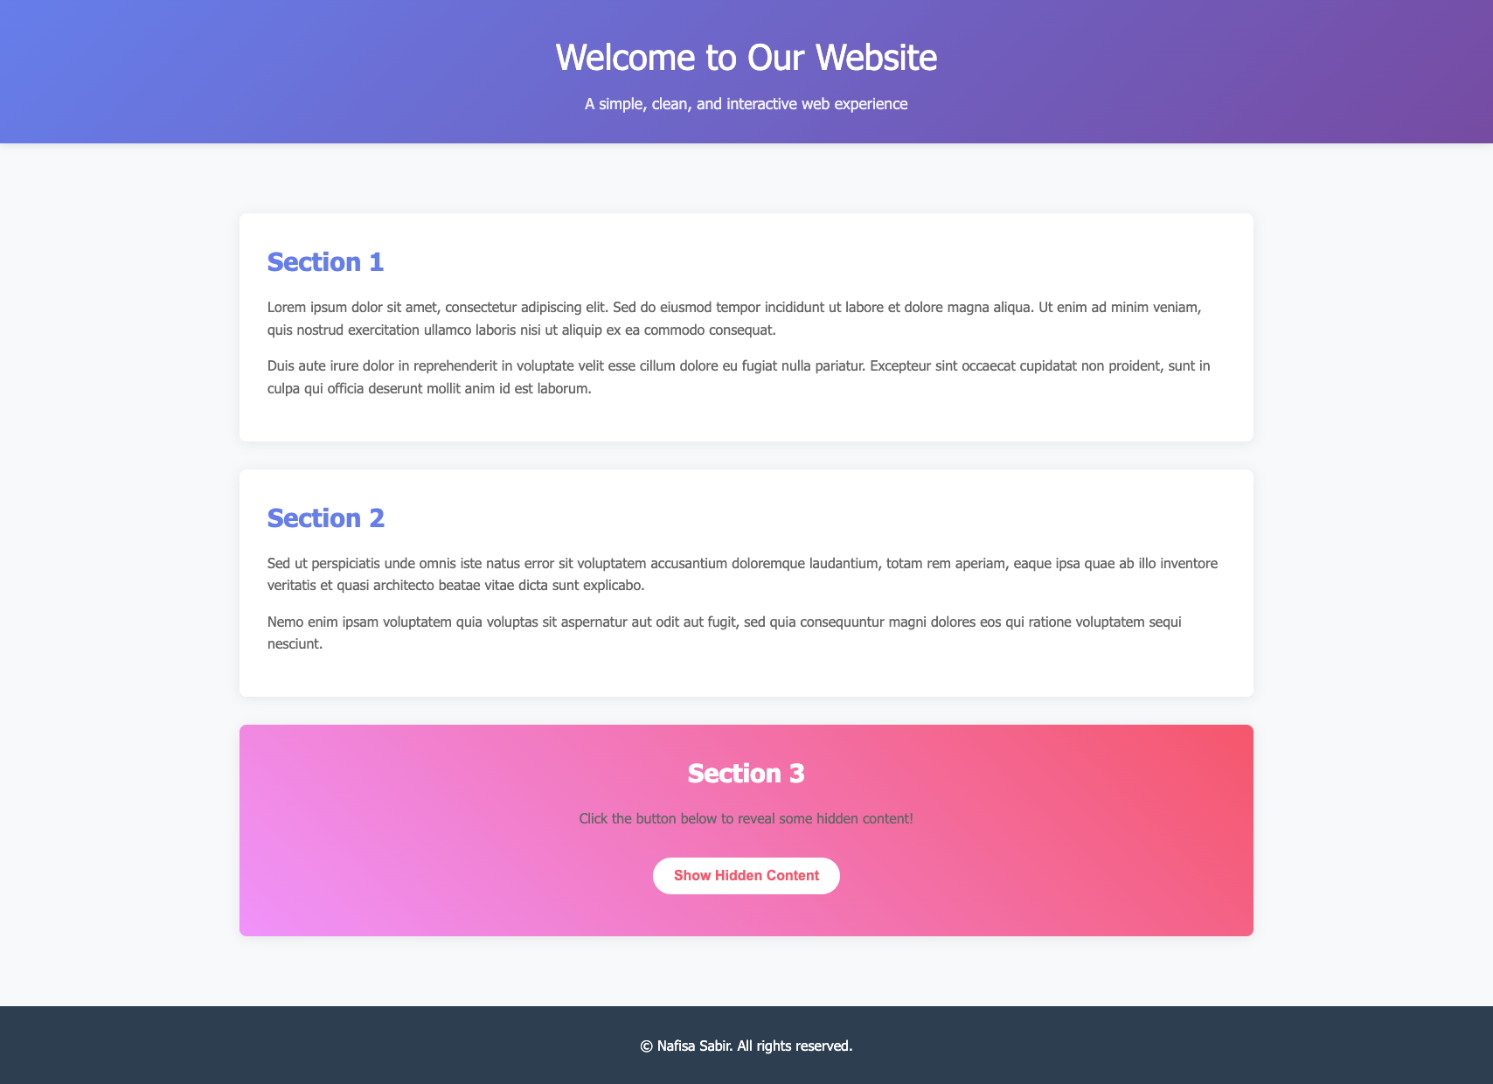 Welcome to Our Website
A simple, clean, and interactive web experience
Section 1
Lorem ipsum dolor sit amet, consectetur adipiscing elit. Sed do eiusmod tempor incididunt ut labore et dolore magna aliqua. Ut enim ad minim veniam,
quis nostrud exercitation ullamco laboris nisi ut aliquip ex ea commodo consequat.
Duis aute irure dolor in reprehenderit in voluptate velit esse cillum dolore eu fugiat nulla pariatur. Excepteur sint occaecat cupidatat non proident, sunt in
culpa qui officia deserunt mollit anim id est laborum.
Section 2
Sed ut perspiciatis unde omnis iste natus error sit voluptatem accusantium doloremque laudantium, totam rem aperiam, eaque ipsa quae ab illo inventore
veritatis et quasi architecto beatae vitae dicta sunt explicabo.
Nemo enim ipsam voluptatem quia voluptas sit aspernatur aut odit aut fugit, sed quia consequuntur magni dolores eos qui ratione voluptatem sequi
nesciunt.
Section 3
Click the button below to reveal some hidden content!
Show Hidden Content
© Nafisa Sabir. All rights reserved.